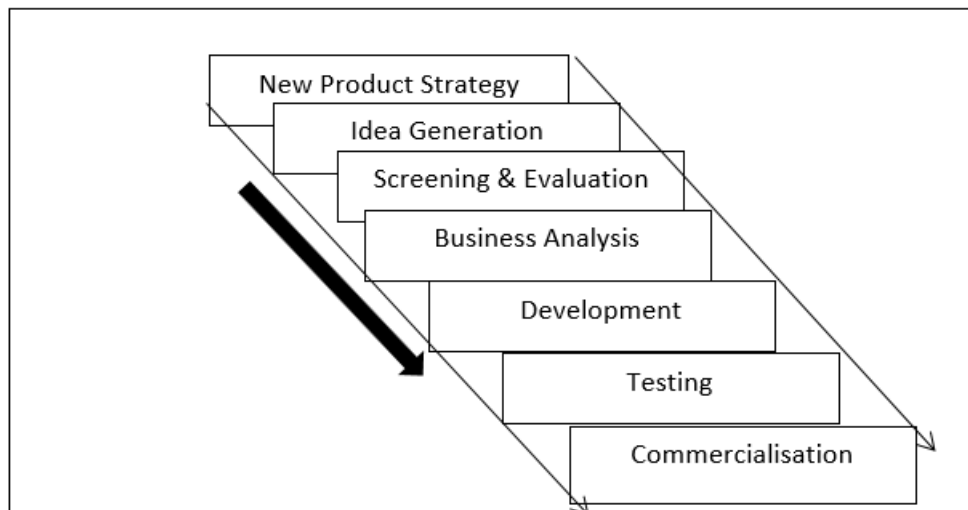 New Product Strategy
Idea Generation
Screening & Evaluation
Business Analysis
Development
Testing
Commercialisation